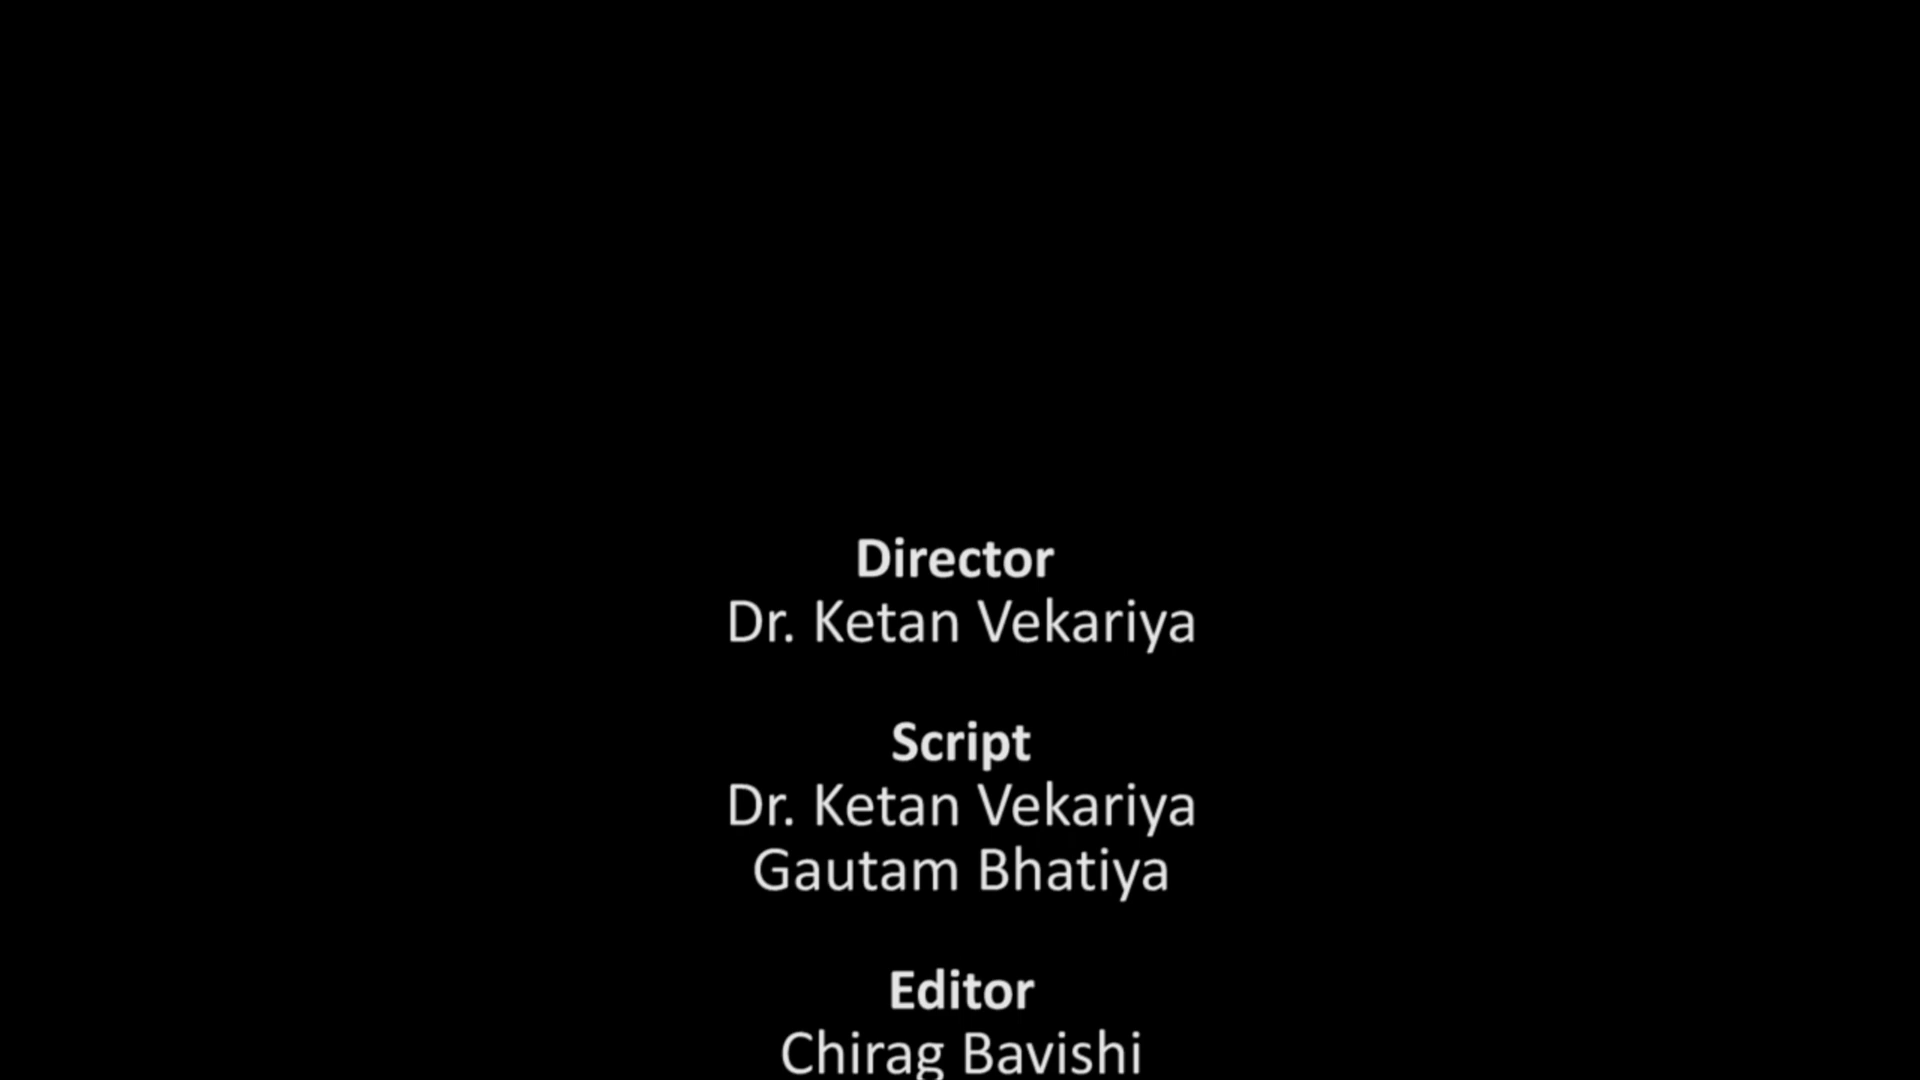 Director
Dr. Ketan Vekariya
Script
Dr. Ketan Vekariya
Gautam Bhatiya
Editor
Chirag Bavishi